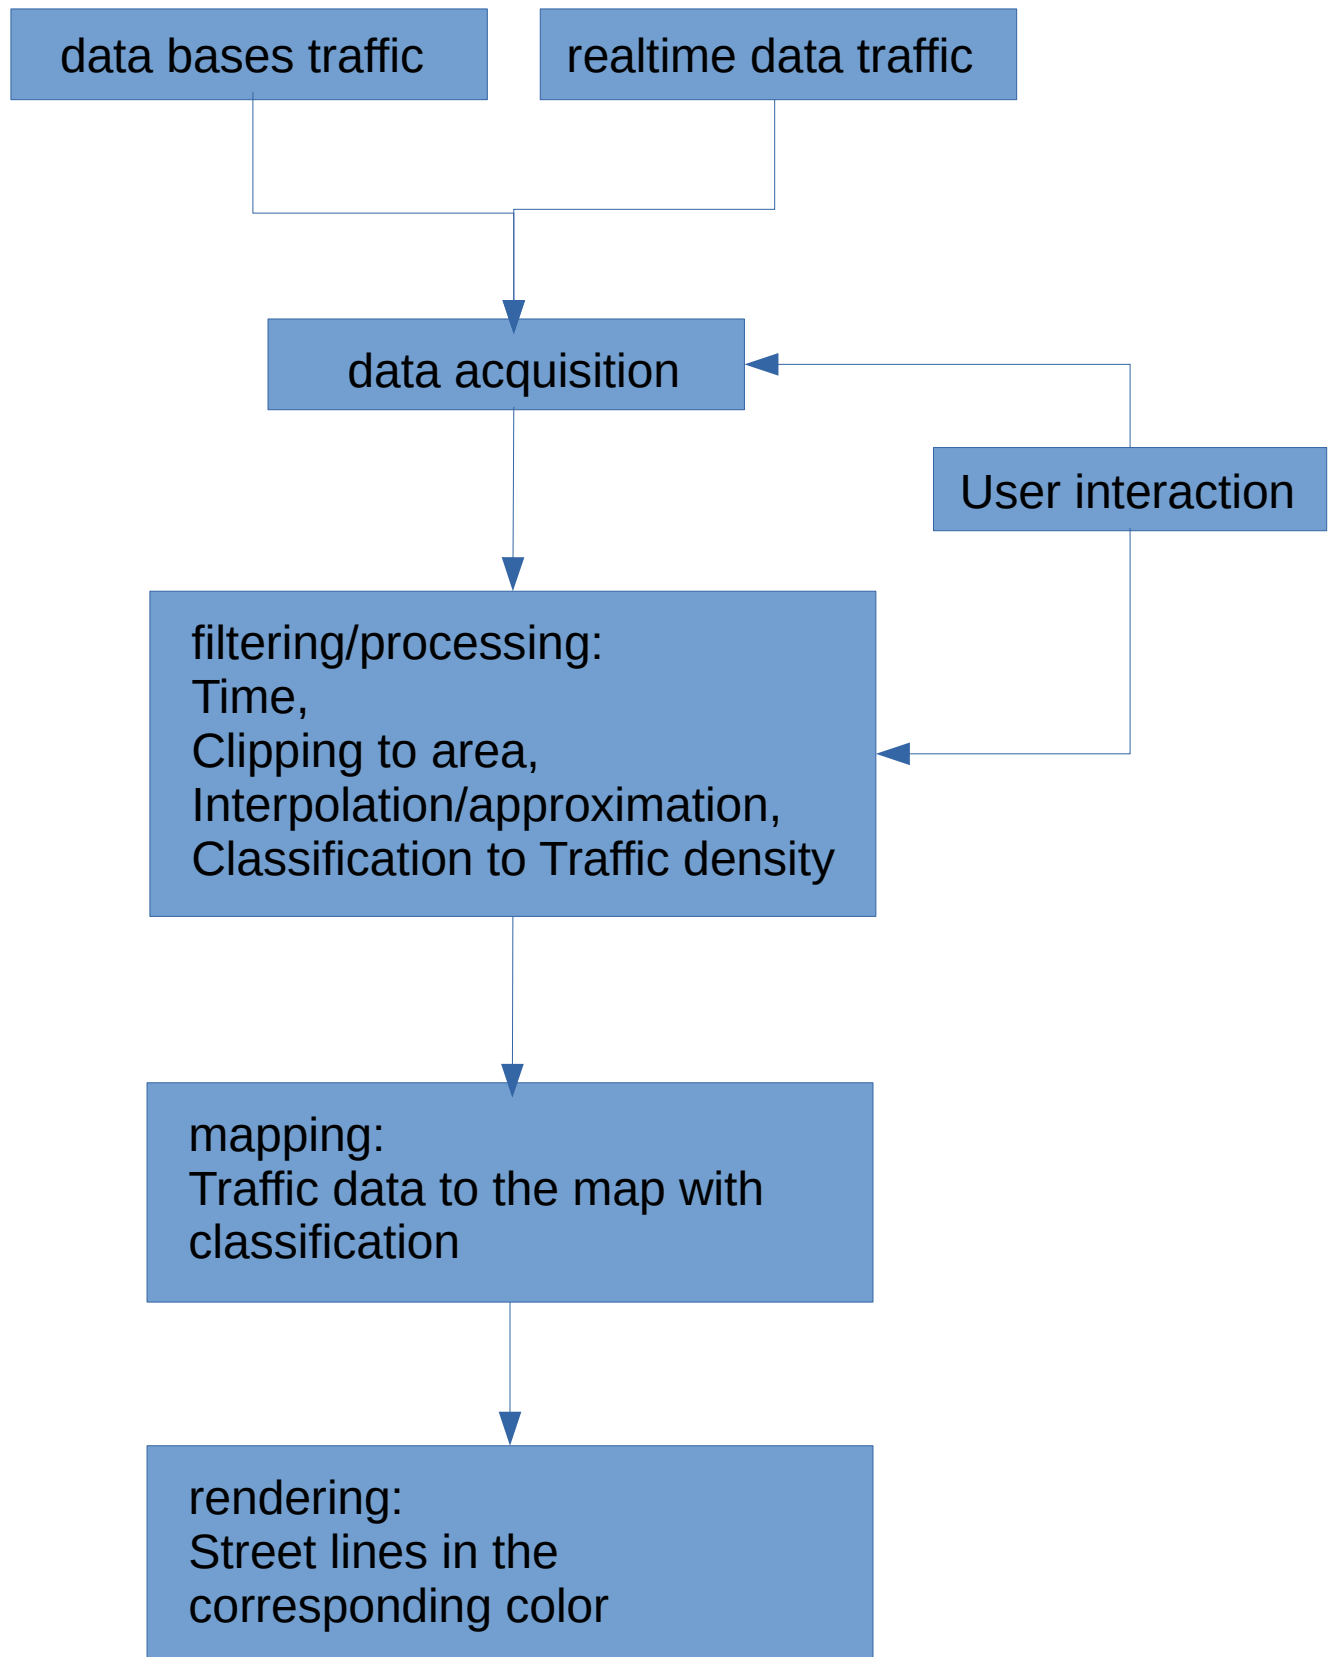 data bases traffic
realtime data traffic
data acquisition
User interaction
filtering/processing:
Time,
Clipping to area,
Interpolation/approximation,
Classification to Traffic density
mapping:
Traffic data to the map with
classification
rendering:
Street lines in the
corresponding color